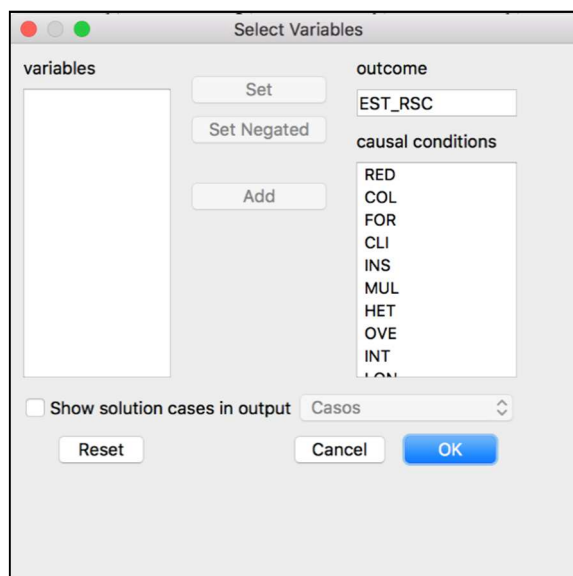 Select Variables
variables
Set
Set Negated
Add
outcome
EST_RSC
causal conditions
RED
COL
FOR
CLI
INS
MUL
HET
OVE
INT
Show solution cases in output
Casos
Reset
Cancel
OK